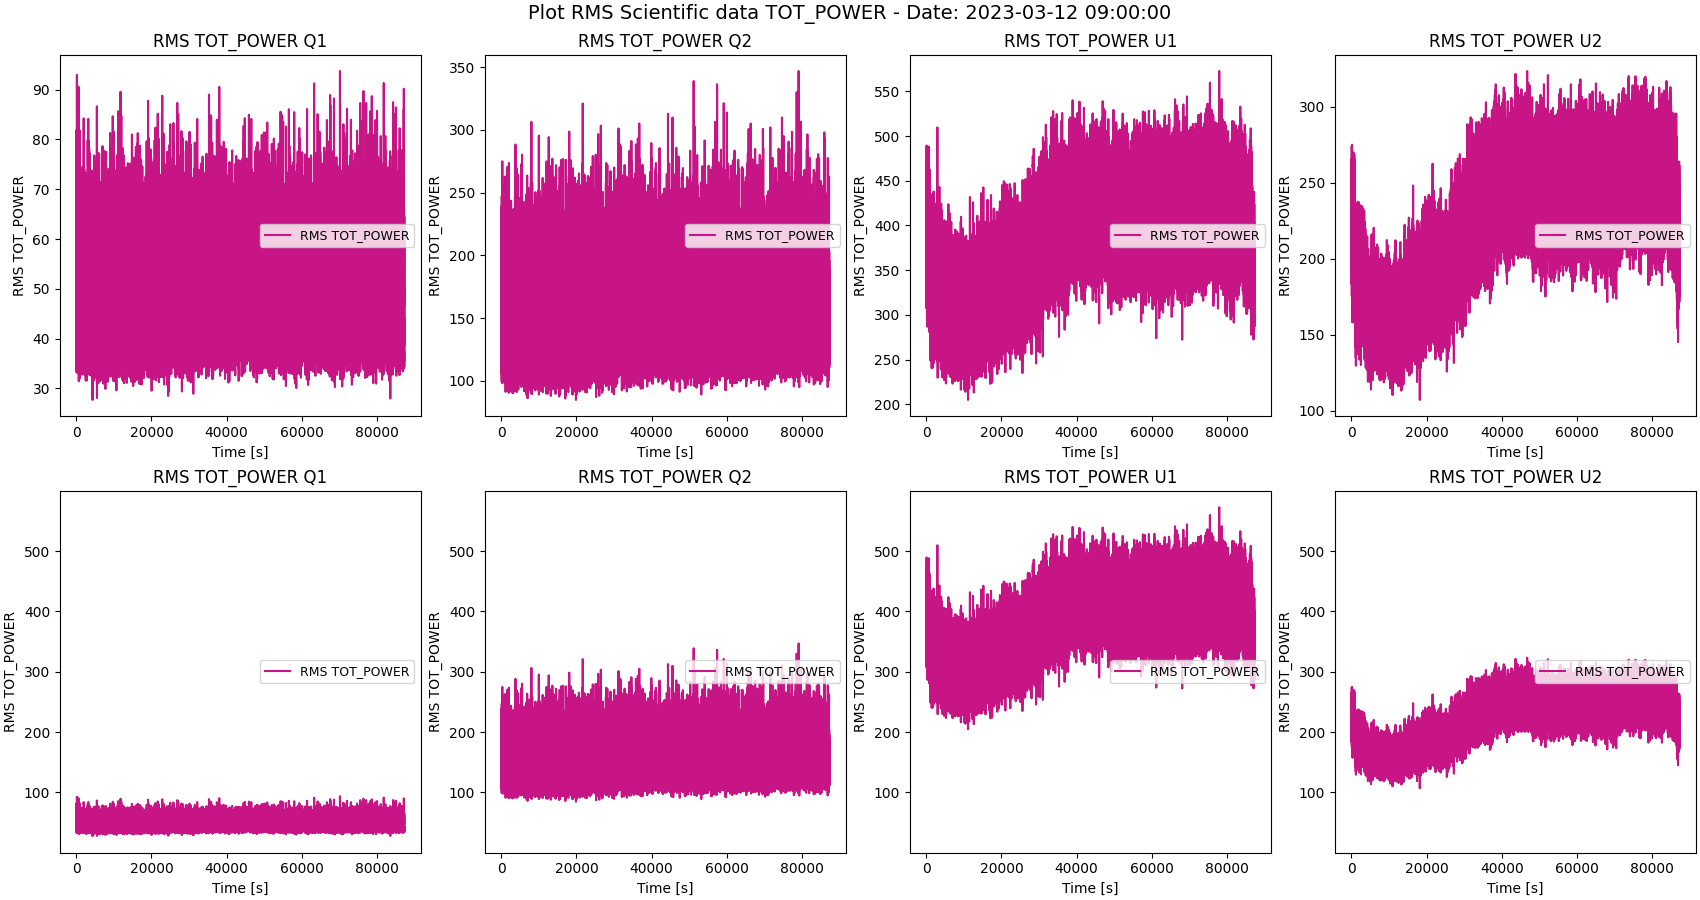 Plot RMS Scientific data TOT_POWER - Date: 2023-03-12 09:00:00
RMS TOT_POWER Q1
RMS TOT_POWER
90
80
70
60
50
40
30
RMS TOT_POWER
0 20000 40000 60000 80000
Time [s]
RMS TOT_POWER Q2
RMS TOT_POWER
350
300
250
200
150
100
RMS TOT_POWER
0 20000 40000 60000 80000
Time [s]
RMS TOT_POWER U1
RMS TOT_POWER
550
500
450
400
350
300
250
200
RMS TOT_POWER
0 20000 40000 60000 80000
Time [s]
RMS TOT_POWER U2
RMS TOT_POWER
300
250
200
150
100
RMS TOT_POWER
0 20000 40000 60000 80000
Time [s]
RMS TOT_POWER Q1
RMS TOT_POWER
500
400
300
200
100
RMS TOT_POWER
0 20000 40000 60000 80000
Time [s]
RMS TOT_POWER Q2
RMS TOT_POWER
500
400
300
200
100
RMS TOT_POWER
0 20000 40000 60000 80000
Time [s]
RMS TOT_POWER U1
RMS TOT_POWER
500
400
300
200
100
RMS TOT_POWER
0 20000 40000 60000 80000
Time [s]
RMS TOT_POWER U2
RMS TOT_POWER
500
400
300
200
100
RMS TOT_POWER
0 20000 40000 60000 80000
Time [s]